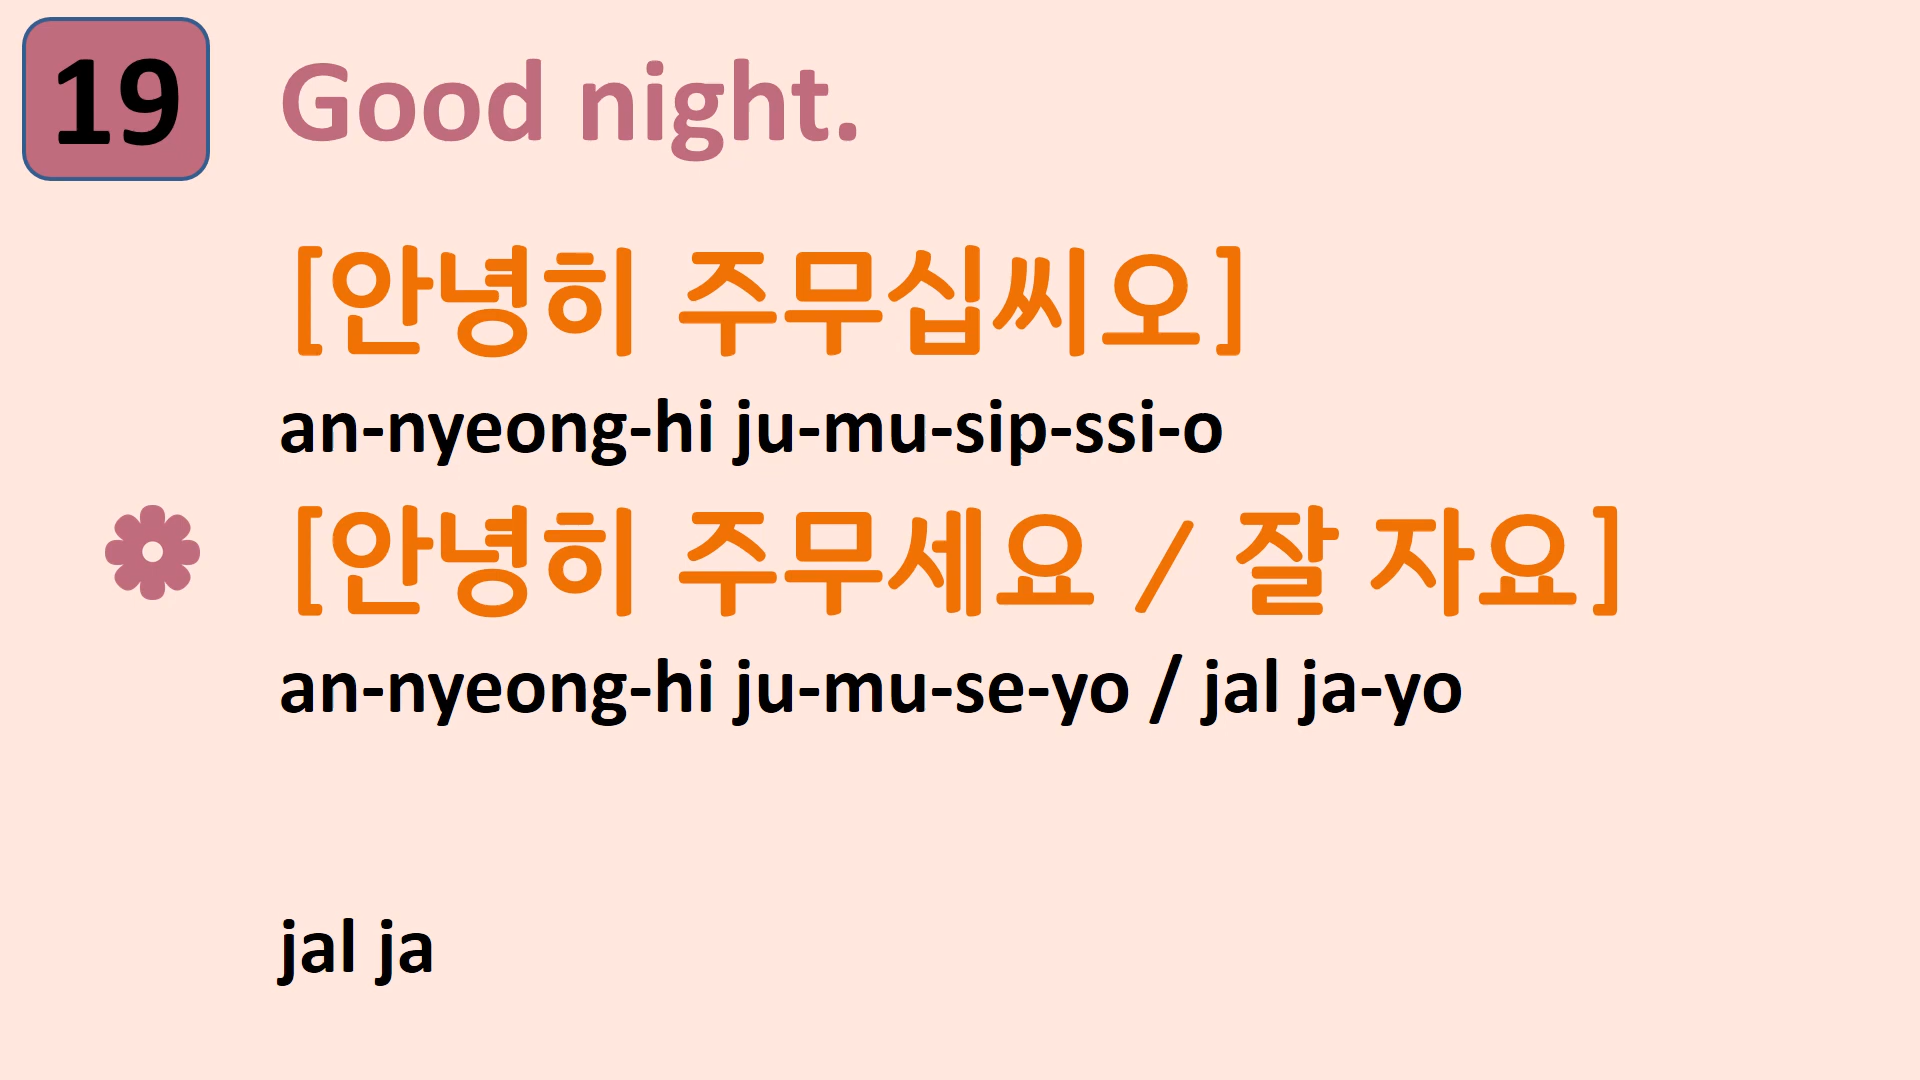 19
Good night.
[안녕히 주무십씨오]
an-nyeong-hi ju-mu-sip-ssi-o
[안녕히 주무세요 / 잘 자요]
an-nyeong-hi ju-mu-se-yo / jal ja-yo
jal ja